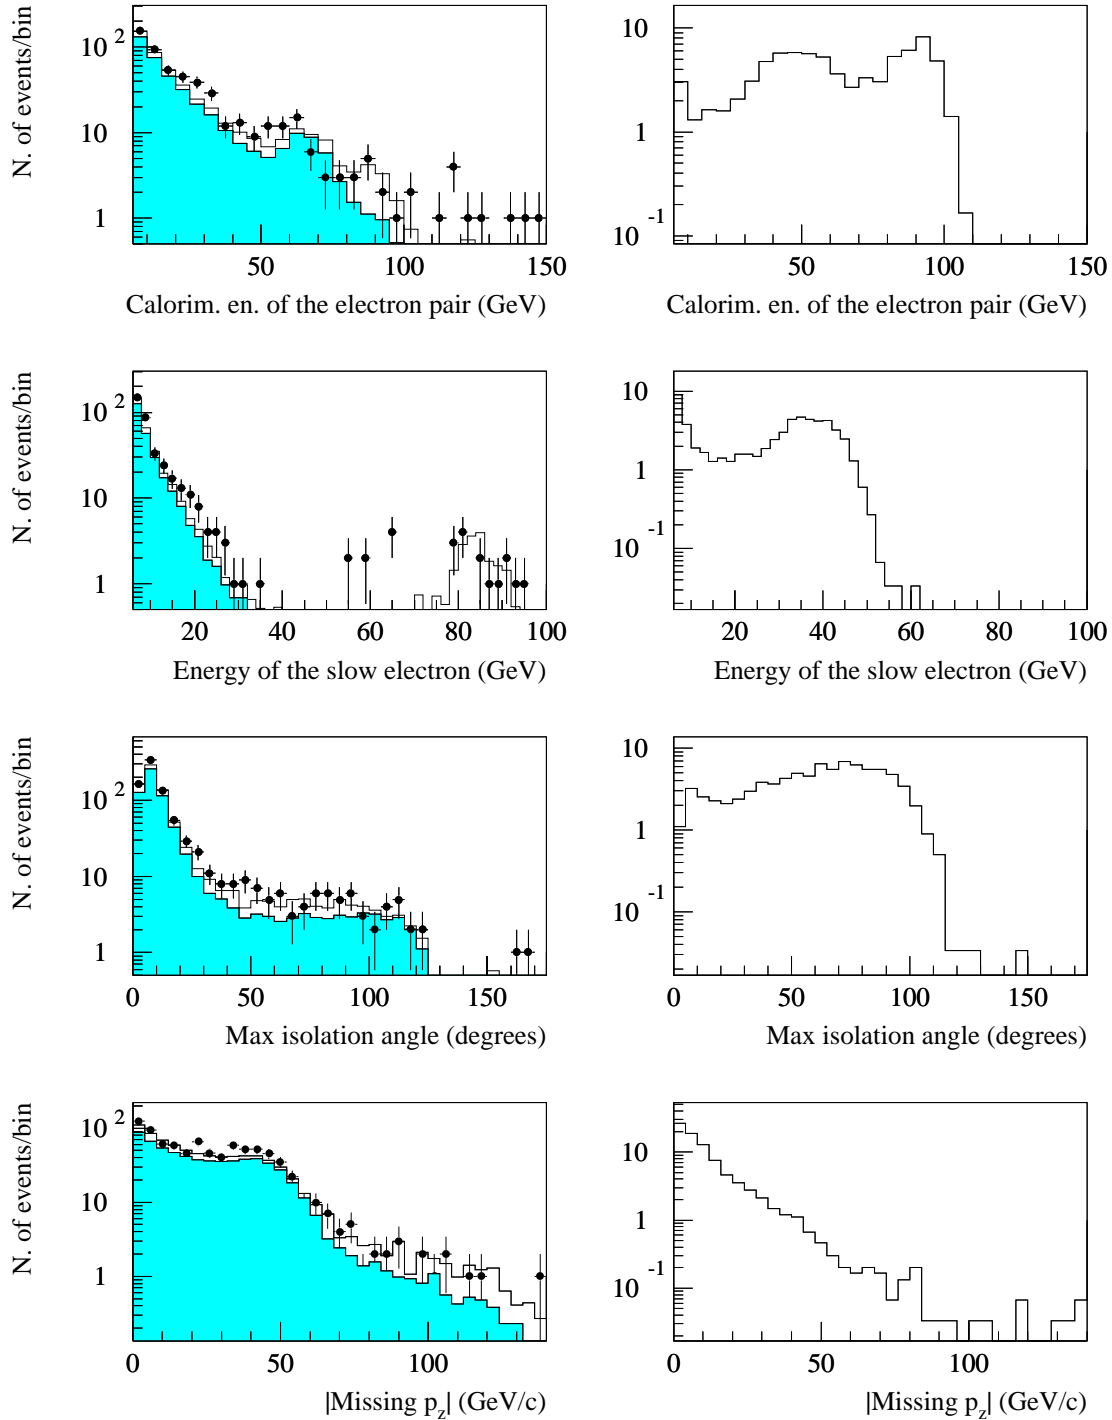 N. of events/bin
10 2
10
1
50 100 150
Calorim. en. of the electron pair (GeV)
10
1
10 -1
50 100 150
Calorim. en. of the electron pair (GeV)
N. of events/bin
10 2
10
1
20 40 60 80 100
Energy of the slow electron (GeV)
10
1
10 -1
20 40 60 80 100
Energy of the slow electron (GeV)
N. of events/bin
10 2
10
1
0 50 100 150
Max isolation angle (degrees)
10
1
10 -1
0 50 100 150
Max isolation angle (degrees)
N. of events/bin
10 2
10
1
0 50 100
|Missing pz| (GeV/c)
10
1
10 -1
0 50 100
|Missing pz| (GeV/c)